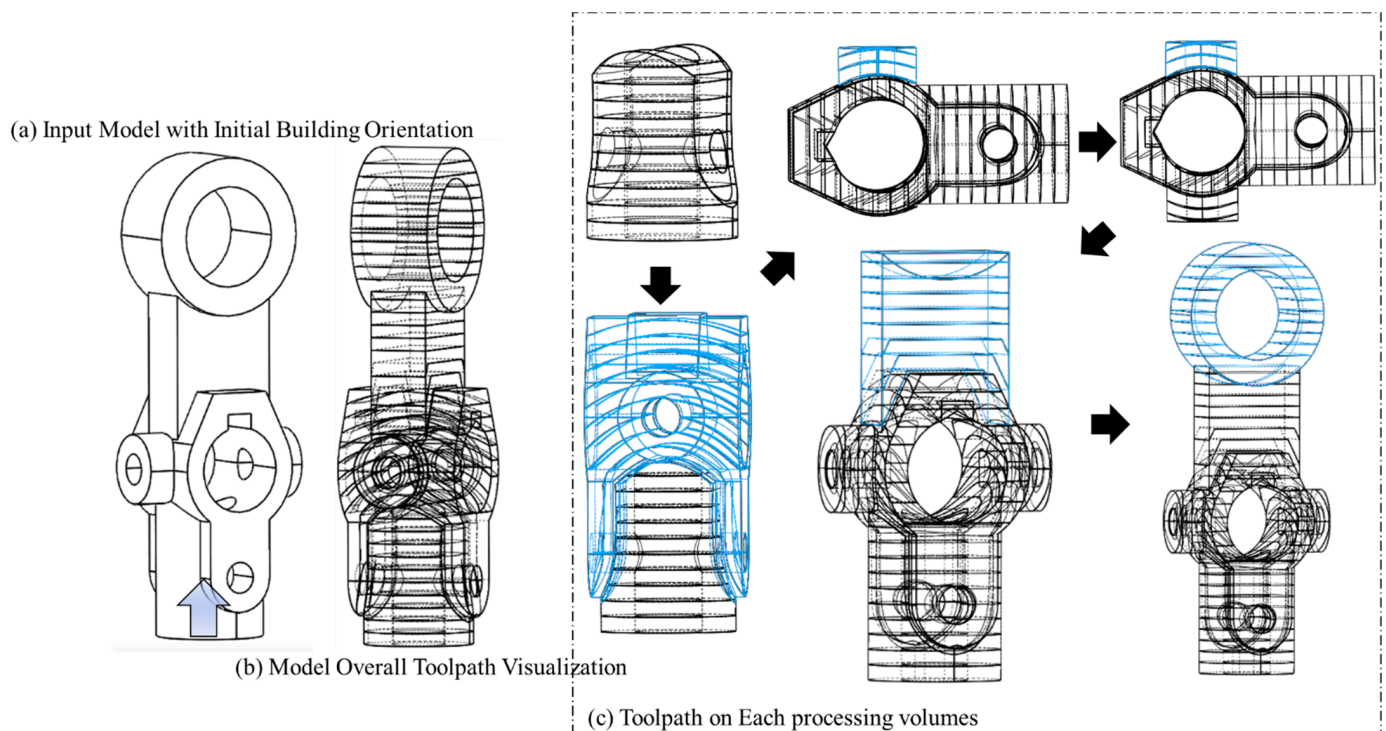 (a) Input Model with Initial Building Orientation
(b) Model Overall Toolpath Visualization
(c) Toolpath on Each processing volumes